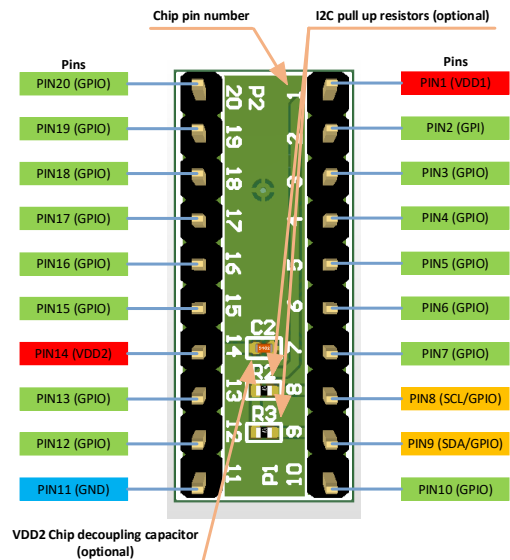 Chip pin number
I2C pull up resistors (optional)
Pins
Pins
PIN20 (GPIO)
PIN1 (VDD1)
PIN19 (GPIO)
PIN2 (GPI)
PIN18 (GPIO)
PIN3 (GPIO)
PIN17 (GPIO)
PIN4 (GPIO)
PIN16 (GPIO)
PIN5 (GPIO)
PIN15 (GPIO)
PIN6 (GPIO)
PIN14 (VDD2)
PIN7 (GPIO)
PIN13 (GPIO)
PIN8 (SCL/GPIO)
PIN12 (GPIO)
PIN9 (SDA/GPIO)
PIN11 (GND)
PIN10 (GPIO)
20
P2
1
19
2
18
3
17
4
16
5
15
6
C2
14
7
R2
13
8
R3
12
9
11
P1
10
VDD2 Chip decoupling capacitor
(optional)